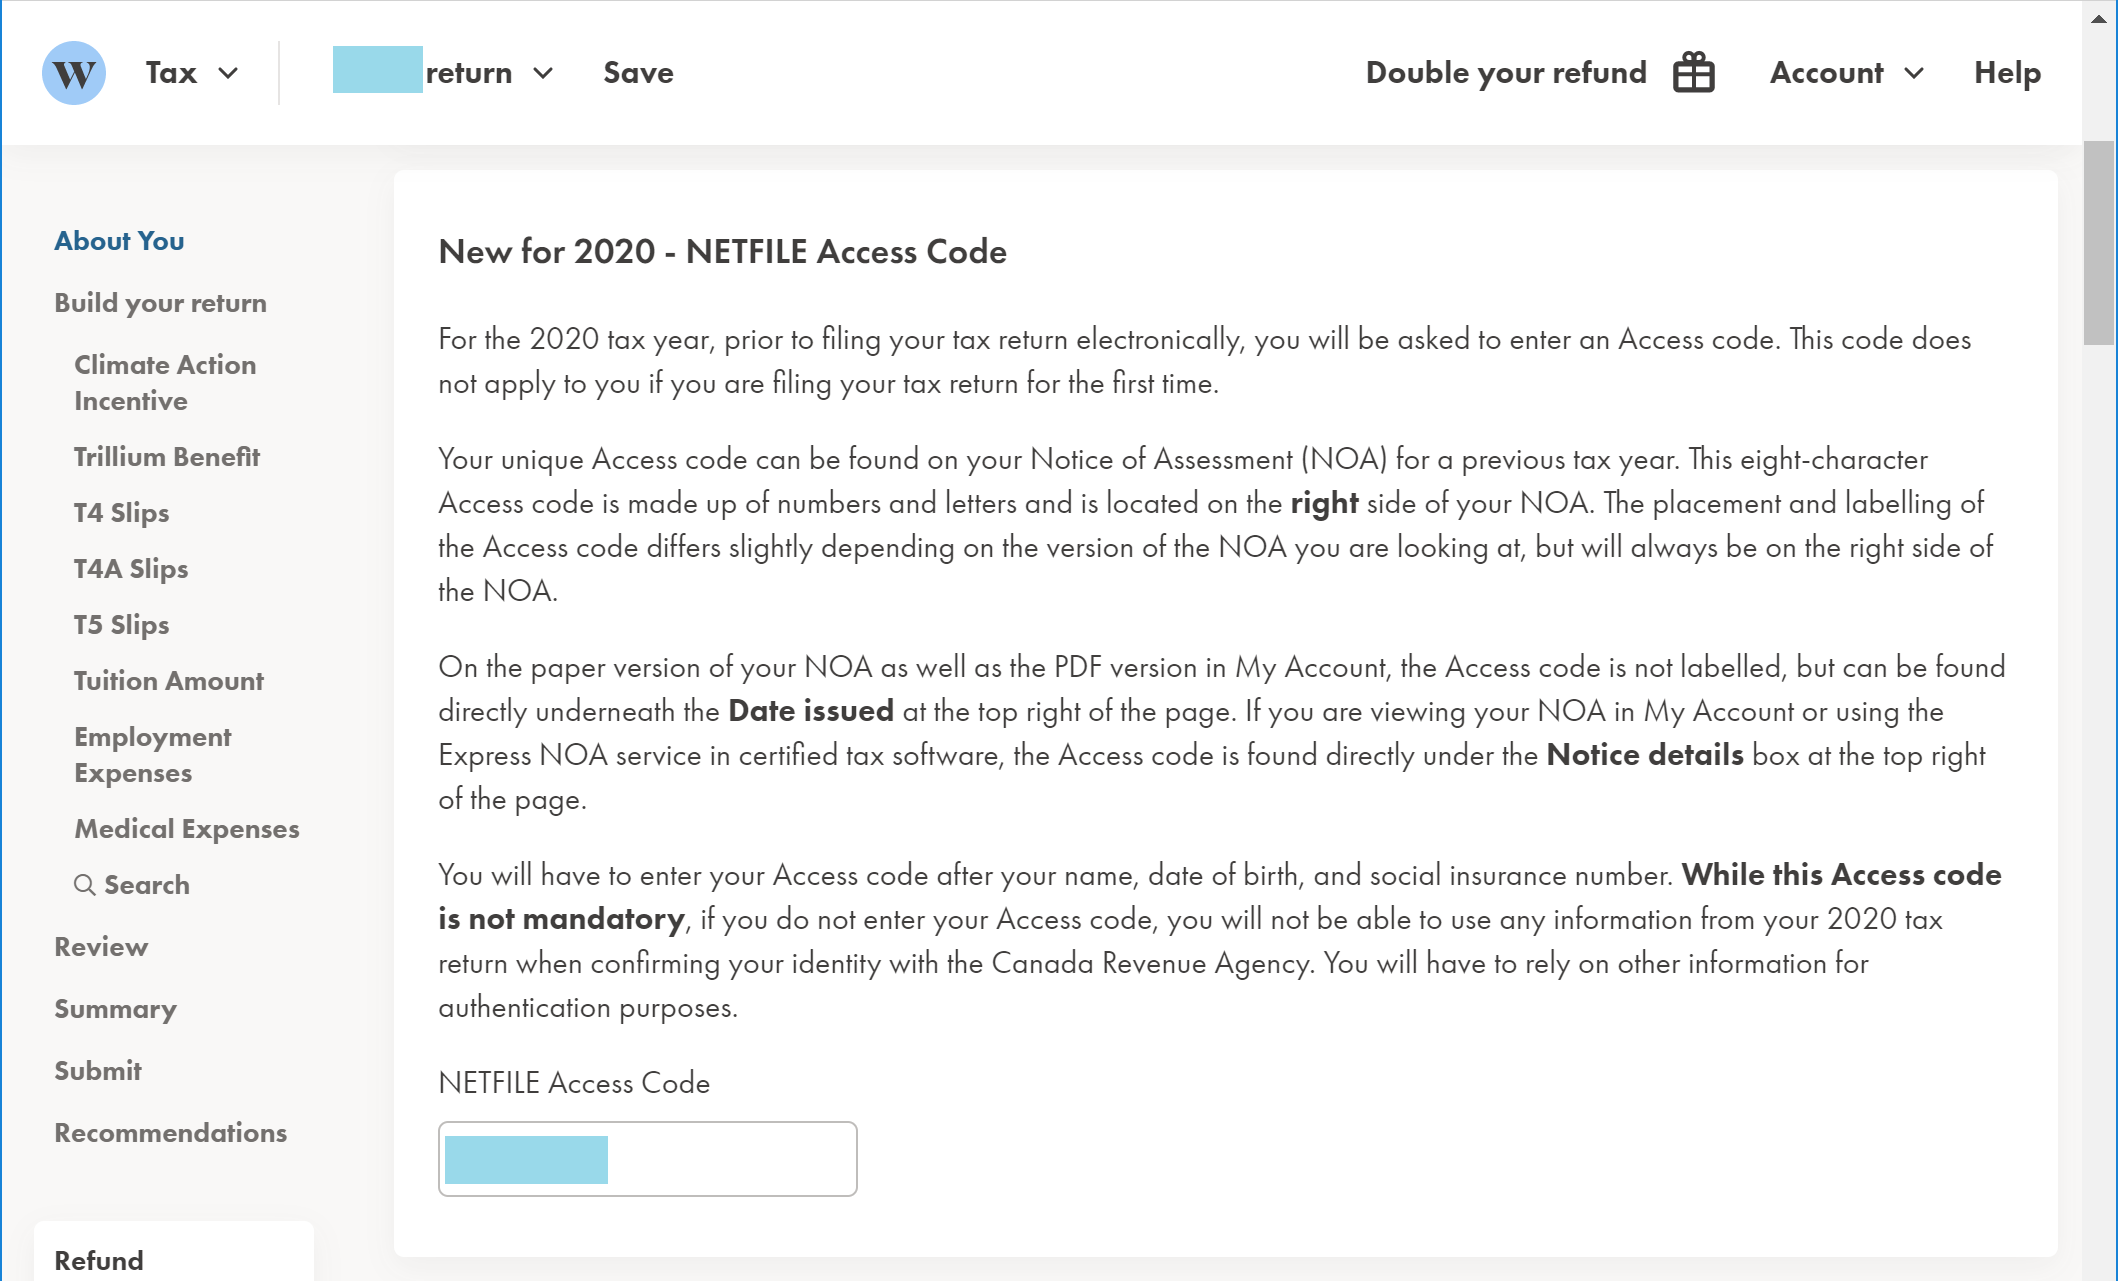 W Tax return Save Double your refund Account Help
About You
Build your return
Climate Action
Incentive
Trillium Benefit
T4 Slips
T4A Slips
T5 Slips
Tuition Amount
Employment
Expenses
Medical Expenses
Search
Review
Summary
Submit
Recommendations
Refund
New for 2020 - NETFILE Access Code
For the 2020 tax year, prior to filing your tax return electronically, you will be asked to enter an Access code. This code does
not apply to you if you are filing your tax return for the first time.
Your unique Access code can be found on your Notice of Assessment (NOA) for a previous tax year. This eight-character
Access code is made up of numbers and letters and is located on the right side of your NOA. The placement and labelling of
the Access code differs slightly depending on the version of the NOA you are looking at, but will always be on the right side of
the NOA.
On the paper version of your NOA as well as the PDF version in My Account, the Access code is not labelled, but can be found
directly underneath the Date issued at the top right of the page. If you are viewing your NOA in My Account or using the
Express NOA service in certified tax software, the Access code is found directly under the Notice details box at the top right
of the page.
You will have to enter your Access code after your name, date of birth, and social insurance number. While this Access code
is not mandatory, if you do not enter your Access code, you will not be able to use any information from your 2020 tax
return when confirming your identity with the Canada Revenue Agency. You will have to rely on other information for
authentication purposes.
NETFILE Access Code